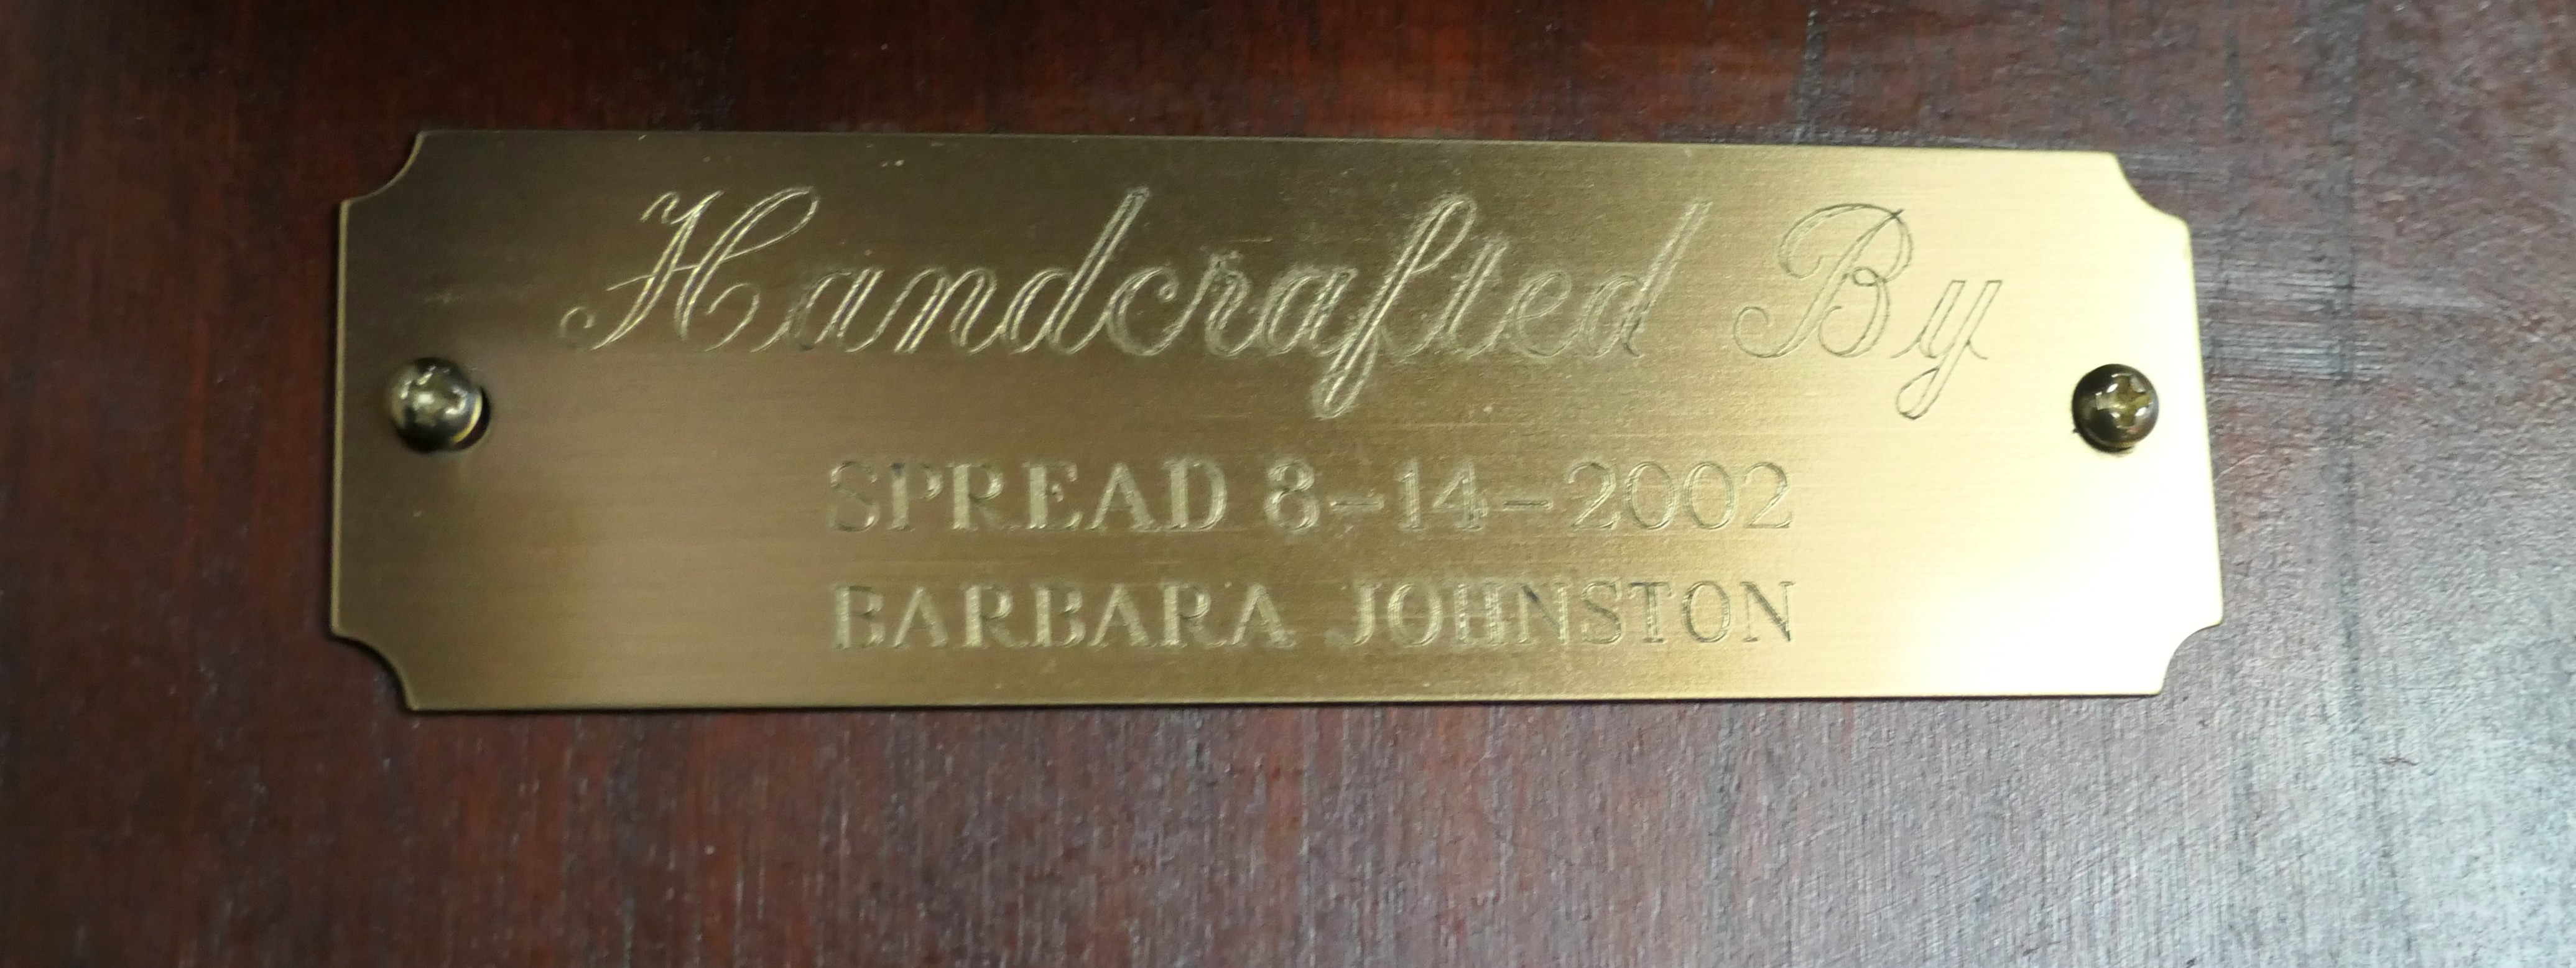 Handcrafted By
SPREAD 8-14-2002
BARBARA JOHNSTON